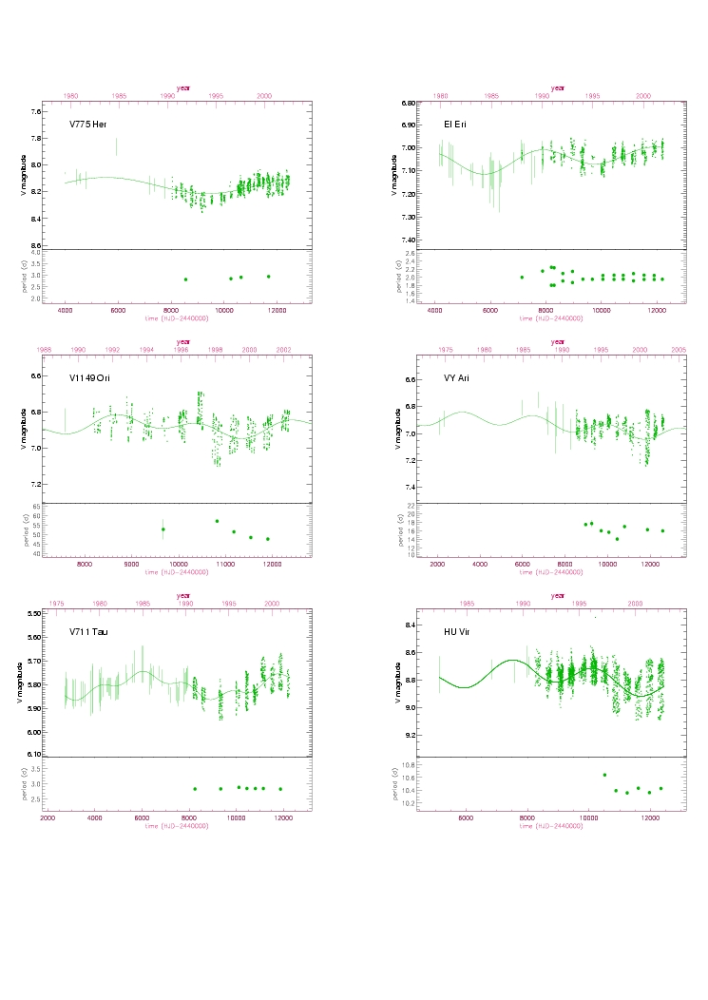 year
1980 1985 1990 1995 2000
V775 Her
V magnitude
7.6
7.8
8.0
8.2
8.4
8.6
period (d)
4.0
3.5
3.0
2.5
2.0
4000 6000 8000 10000 12000
time (HJD-2440000)
year
1980 1985 1990 1995 2000
EI Eri
V magnitude
6.80
6.90
7.00
7.10
7.20
7.30
7.40
period (d)
2.6
2.4
2.2
2.0
1.8
1.6
1.4
4000 6000 8000 10000 12000
time (HJD-2440000)
year
1988 1990 1992 1994 1996 1998 2000 2002
V1149 Ori
V magnitude
6.6
6.8
7.0
7.2
period (d)
65
60
55
50
45
40
8000 9000 10000 11000 12000
time (HJD-2440000)
year
1975 1980 1985 1990 1995 2000 2005
VY Ari
V magnitude
6.6
6.8
7.0
7.2
7.4
period (d)
22
20
18
16
14
12
10
2000 4000 6000 8000 10000 12000
time (HJD-2440000)
year
1975 1980 1985 1990 1995 2000
V711 Tau
V magnitude
5.50
5.60
5.70
5.80
5.90
6.00
6.10
period (d)
3.5
3.0
2.5
2000 4000 6000 8000 10000 12000
time (HJD-2440000)
year
1985 1990 1995 2000
HU Vir
V magnitude
8.4
8.6
8.8
9.0
9.2
period (d)
10.8
10.6
10.4
10.2
6000 8000 10000 12000
time (HJD-2440000)